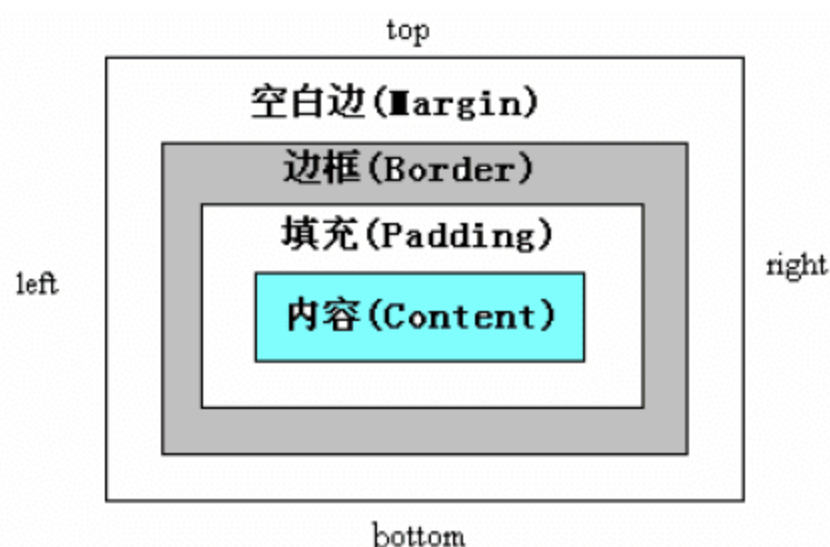 top
空白边(Margin)
边框(Border)
填充(Padding)
left
right
内容(Content)
bottom